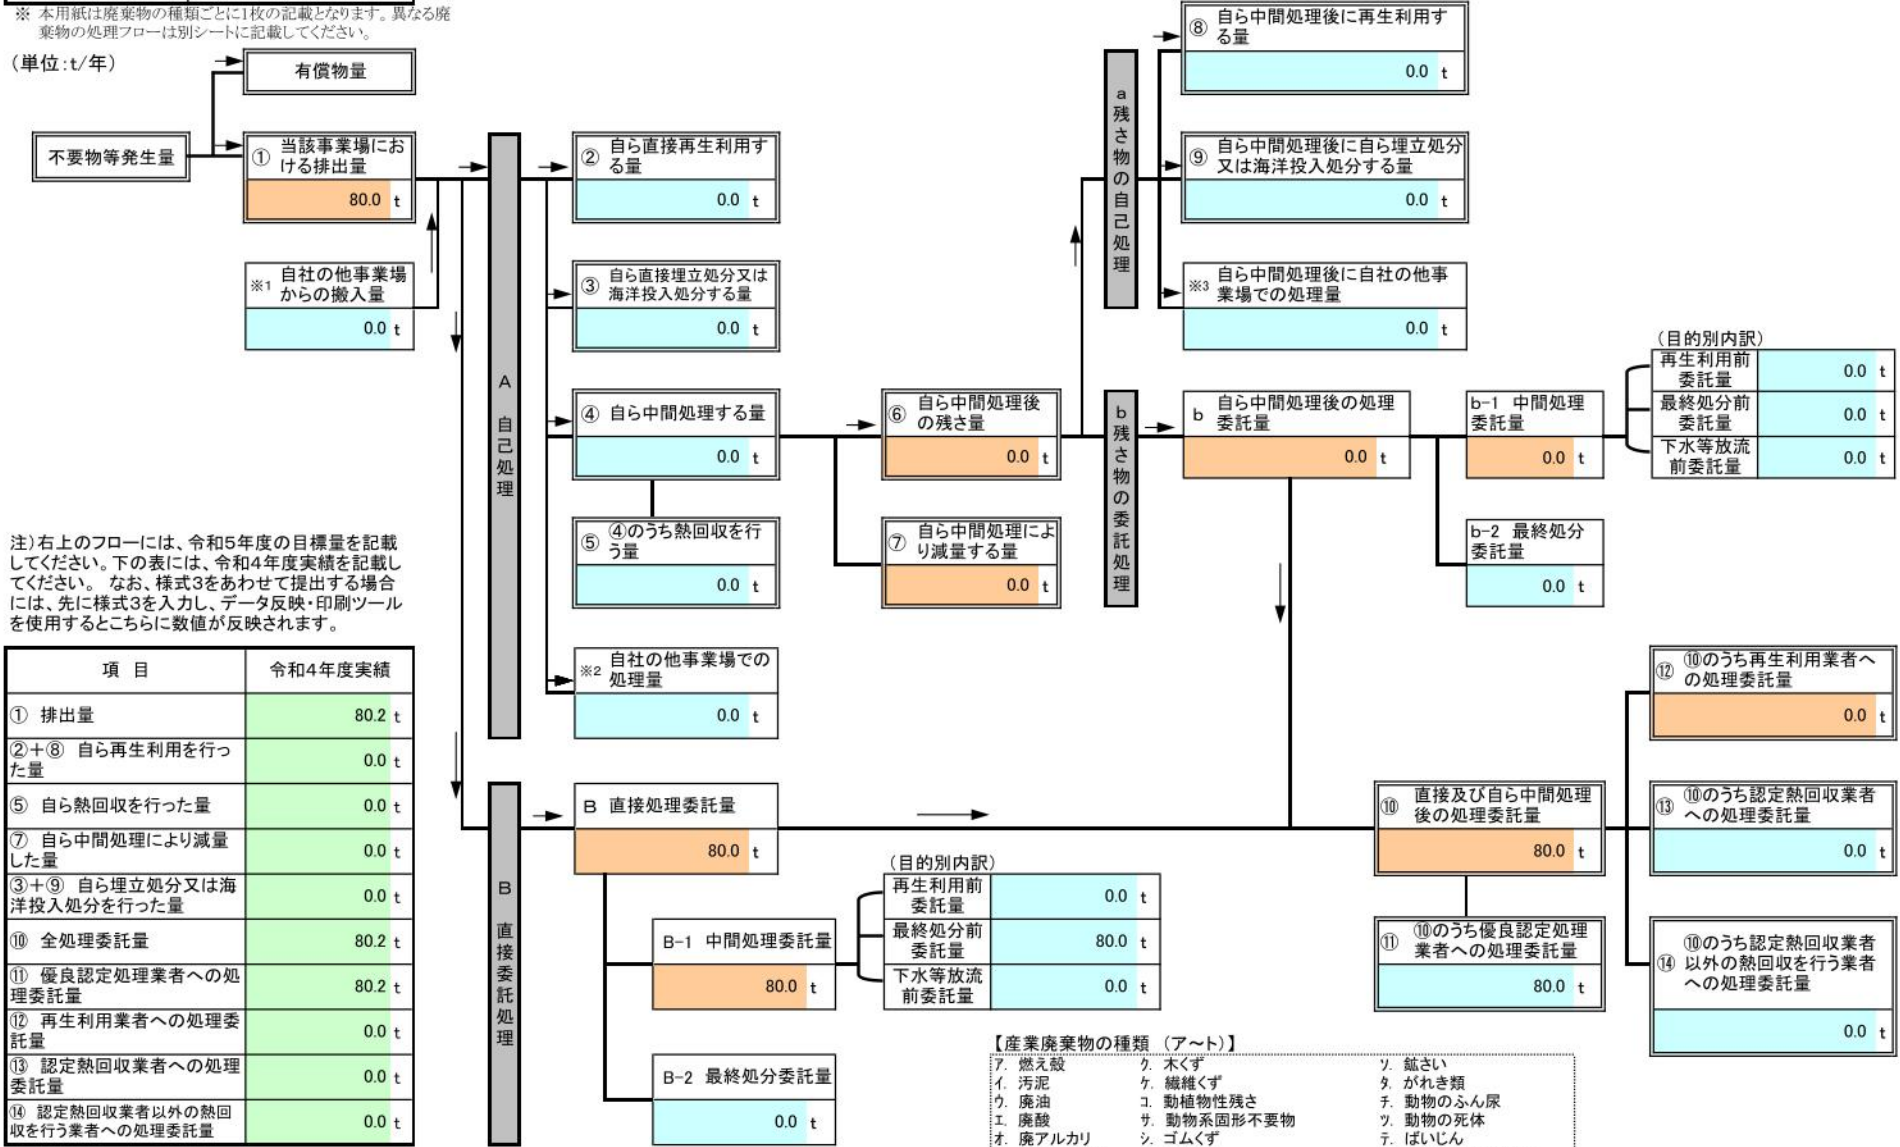 ※ 本用紙は廃棄物の種類ごとに1枚の記載となります。異なる廃
棄物の処理フローは別シートに記載してください。
（単位：t/年）
有償物量
不要物等発生量
① 当該事業場にお
ける排出量
80.0 t
※1 自社の他事業場
からの搬入量
0.0 t
A 自己処理
② 自ら直接再生利用す
る量
0.0 t
③ 自ら直接埋立処分又は
海洋投入処分する量
0.0 t
④ 自ら中間処理する量
0.0 t
⑤ ④のうち熱回収を行
う量
0.0 t
※2 自社の他事業場での
処理量
0.0 t
⑥ 自ら中間処理後
の残さ量
0.0 t
⑦ 自ら中間処理によ
り減量する量
0.0 t
a 残さ物の自己処理
⑧ 自ら中間処理後に再生利用す
る量
0.0 t
⑨ 自ら中間処理後に自ら埋立処分
又は海洋投入処分する量
0.0 t
※3 自ら中間処理後に自社の他事
業場での処理量
0.0 t
b 残さ物の委託処理
b 自ら中間処理後の処理
委託量
0.0 t
b-1 中間処理
委託量
0.0 t
（目的別内訳）
再生利用前
委託量
0.0 t
最終処分前
委託量
0.0 t
下水等放流
前委託量
0.0 t
b-2 最終処分
委託量
0.0 t
注）右上のフローには、令和5年度の目標量を記載
してください。下の表には、令和4年度実績を記載し
てください。 なお、様式3をあわせて提出する場合
には、先に様式3を入力し、データ反映・印刷ツール
を使用するとこちらに数値が反映されます。
項 目 令和4年度実績
① 排出量 80.2 t
②＋⑧ 自ら再生利用を行っ
た量 0.0 t
⑤ 自ら熱回収を行った量 0.0 t
⑦ 自ら中間処理により減量
した量 0.0 t
③＋⑨ 自ら埋立処分又は海
洋投入処分を行った量 0.0 t
⑩ 全処理委託量 80.2 t
⑪ 優良認定処理業者への処
理委託量 80.2 t
⑫ 再生利用業者への処理委
託量 0.0 t
⑬ 認定熱回収業者への処理
委託量 0.0 t
⑭ 認定熱回収業者以外の熱回
収を行う業者への処理委託量 0.0 t
B 直接委託処理
B 直接処理委託量
80.0 t
B-1 中間処理委託量
80.0 t
（目的別内訳）
再生利用前
委託量
0.0 t
最終処分前
委託量
80.0 t
下水等放流
前委託量
0.0 t
B-2 最終処分委託量
0.0 t
⑩ 直接及び自ら中間処理
後の処理委託量
80.0 t
⑪ ⑩のうち優良認定処理
業者への処理委託量
80.0 t
⑫ ⑩のうち再生利用業者へ
の処理委託量
0.0 t
⑬ ⑩のうち認定熱回収業者
への処理委託量
0.0 t
⑭ ⑩のうち認定熱回収業者
以外の熱回収を行う業者
への処理委託量
0.0 t
【産業廃棄物の種類 （ア～ト）】
ア. 燃え殻 ク. 木くず ソ. 鉱さい
イ. 汚泥 ケ. 繊維くず タ. がれき類
ウ. 廃油 コ. 動植物性残さ チ. 動物のふん尿
エ. 廃酸 サ. 動物系固形不要物 ツ. 動物の死体
オ. 廃アルカリ シ. ゴムくず テ. ばいじん